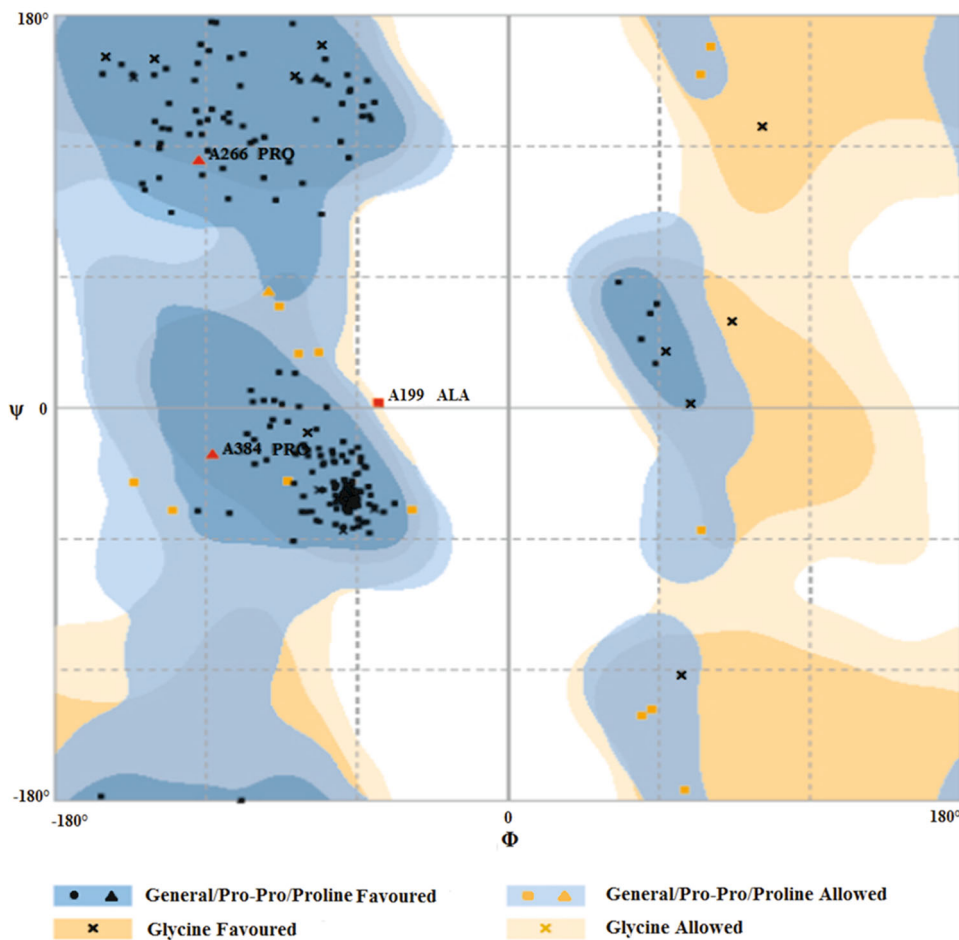 180°
A266 PRO
Ψ 0
A199 ALA
A384 PRO
-180°
-180° 0 180°
Φ
General/Pro-Pro/Proline Favoured
General/Pro-Pro/Proline Allowed
Glycine Favoured
Glycine Allowed